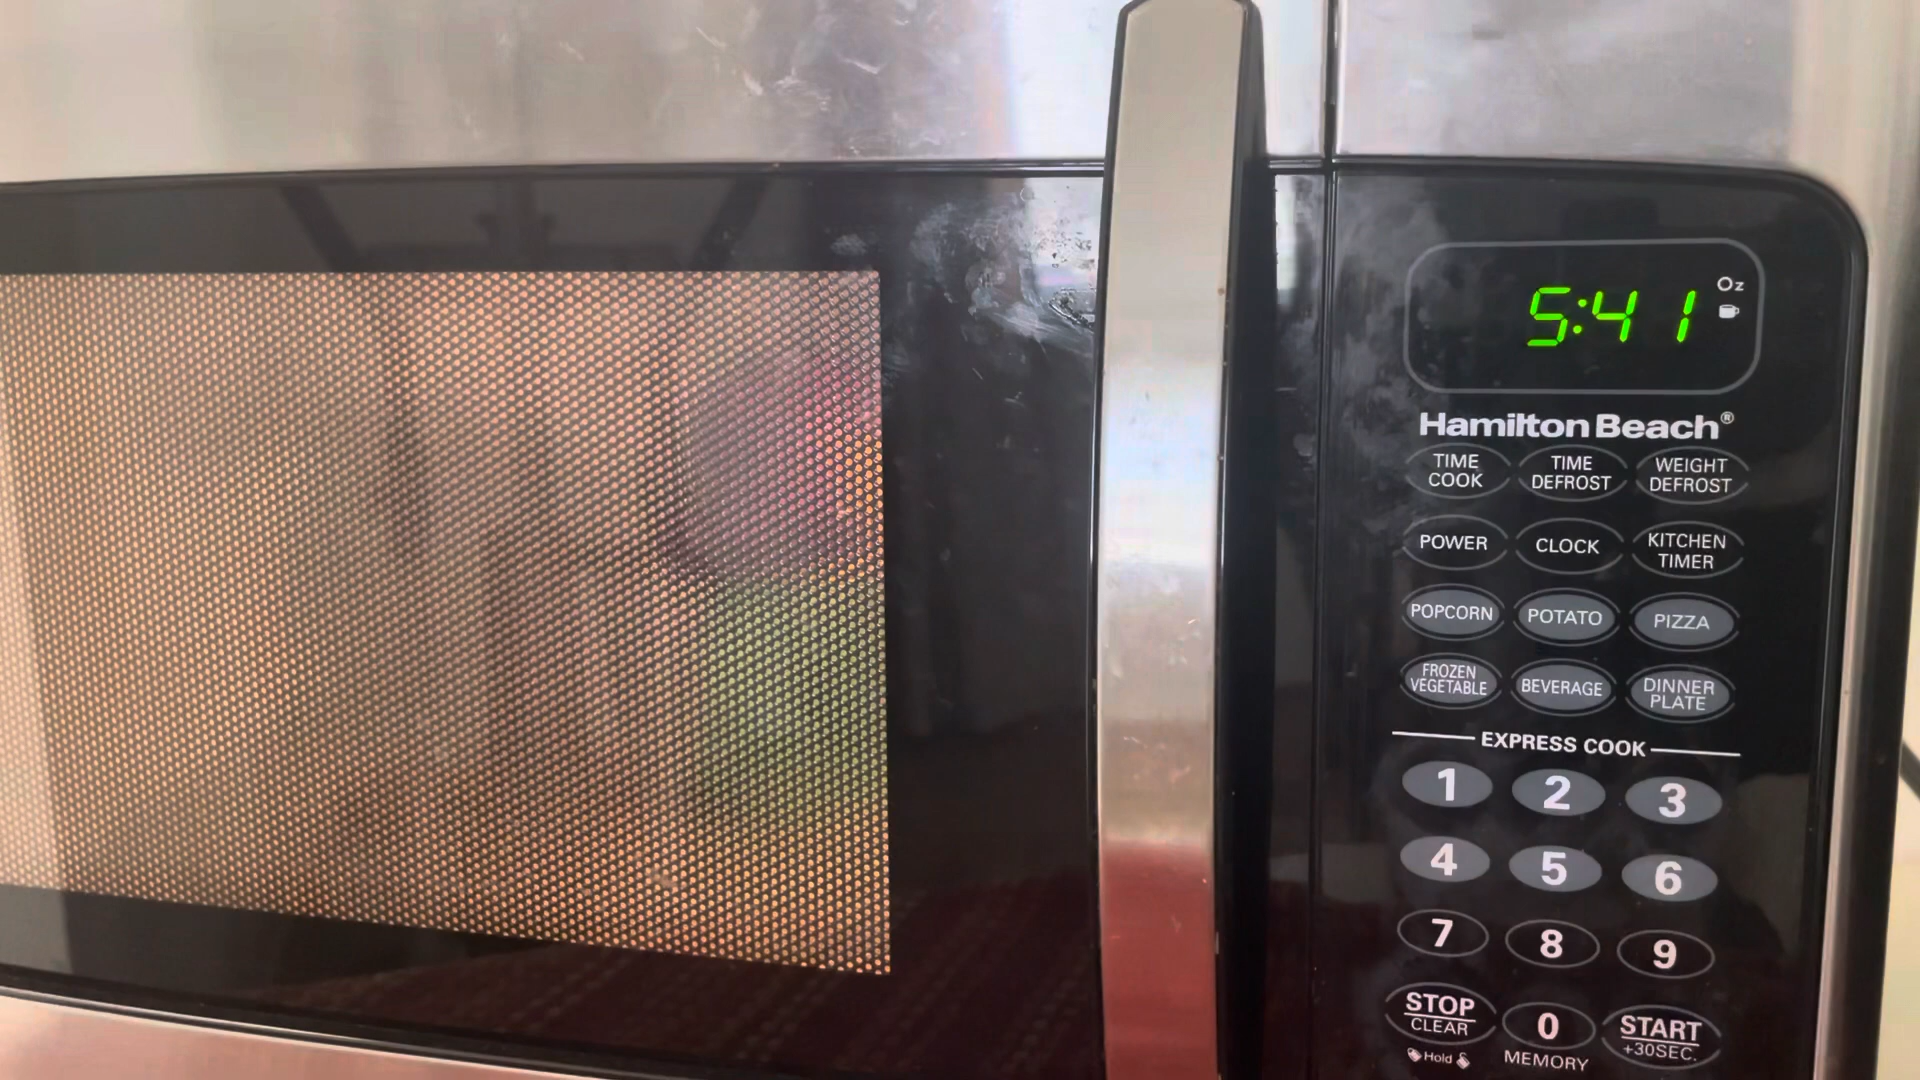 5:41
Oz
Hamilton Beach®
TIME COOK
TIME DEFROST
WEIGHT DEFROST
POWER
CLOCK
KITCHEN TIMER
POPCORN
POTATO
PIZZA
FROZEN VEGETABLE
BEVERAGE
DINNER PLATE
EXPRESS COOK
1 2 3
4 5 6
7 8 9
STOP CLEAR
0
START +30SEC.
Hold
MEMORY